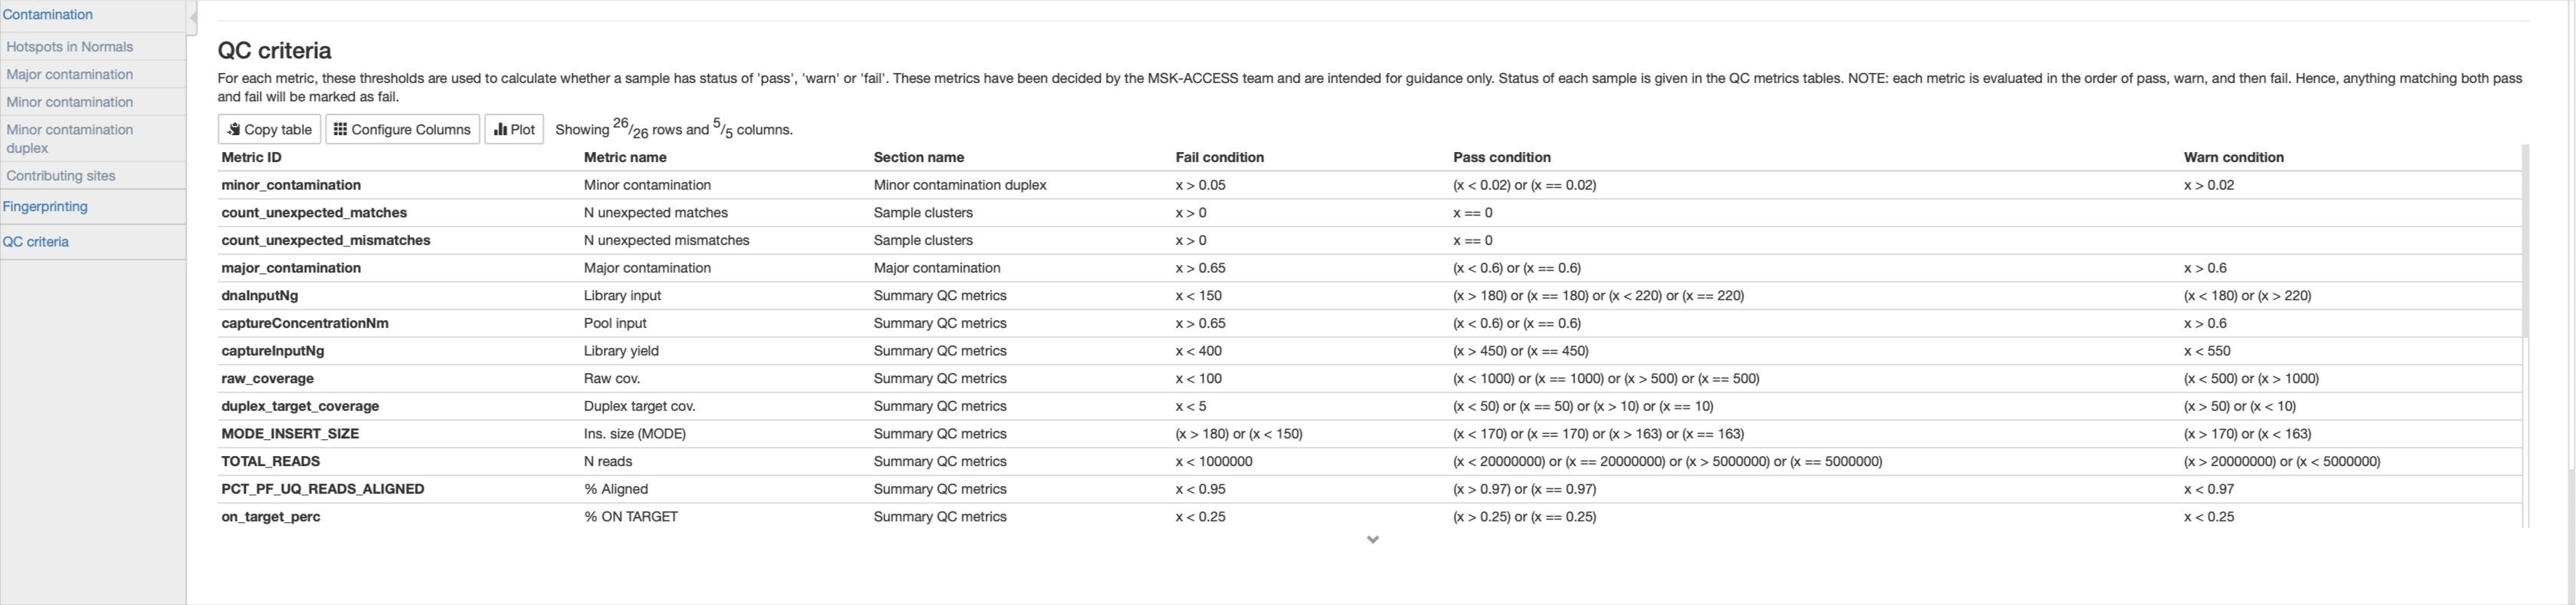 Contamination
Hotspots in Normals
Major contamination
Minor contamination
Minor contamination
duplex
Contributing sites
Fingerprinting
QC criteria
QC criteria
For each metric, these thresholds are used to calculate whether a sample has status of 'pass', 'warn' or 'fail'. These metrics have been decided by the MSK-ACCESS team and are intended for guidance only. Status of each sample is given in the QC metrics tables. NOTE: each metric is evaluated in the order of pass, warn, and then fail. Hence, anything matching both pass
and fail will be marked as fail.
Copy table Configure Columns Plot Showing 26/26 rows and 5/5 columns.
Metric ID Metric name Section name Fail condition Pass condition Warn condition
minor_contamination Minor contamination Minor contamination duplex x > 0.05 (x < 0.02) or (x == 0.02) x > 0.02
count_unexpected_matches N unexpected matches Sample clusters x > 0 x == 0
count_unexpected_mismatches N unexpected mismatches Sample clusters x > 0 x == 0
major_contamination Major contamination Major contamination x > 0.65 (x < 0.6) or (x == 0.6) x > 0.6
dnaInputNg Library input Summary QC metrics x < 150 (x > 180) or (x == 180) or (x < 220) or (x == 220) (x < 180) or (x > 220)
captureConcentrationNm Pool input Summary QC metrics x > 0.65 (x < 0.6) or (x == 0.6) x > 0.6
captureInputNg Library yield Summary QC metrics x < 400 (x > 450) or (x == 450) x < 550
raw_coverage Raw cov. Summary QC metrics x < 100 (x < 1000) or (x == 1000) or (x > 500) or (x == 500) (x < 500) or (x > 1000)
duplex_target_coverage Duplex target cov. Summary QC metrics x < 5 (x < 50) or (x == 50) or (x > 10) or (x == 10) (x > 50) or (x < 10)
MODE_INSERT_SIZE Ins. size (MODE) Summary QC metrics (x > 180) or (x < 150) (x < 170) or (x == 170) or (x > 163) or (x == 163) (x > 170) or (x < 163)
TOTAL_READS N reads Summary QC metrics x < 1000000 (x < 20000000) or (x == 20000000) or (x > 5000000) or (x == 5000000) (x > 20000000) or (x < 5000000)
PCT_PF_UQ_READS_ALIGNED % Aligned Summary QC metrics x < 0.95 (x > 0.97) or (x == 0.97) x < 0.97
on_target_perc % ON TARGET Summary QC metrics x < 0.25 (x > 0.25) or (x == 0.25) x < 0.25